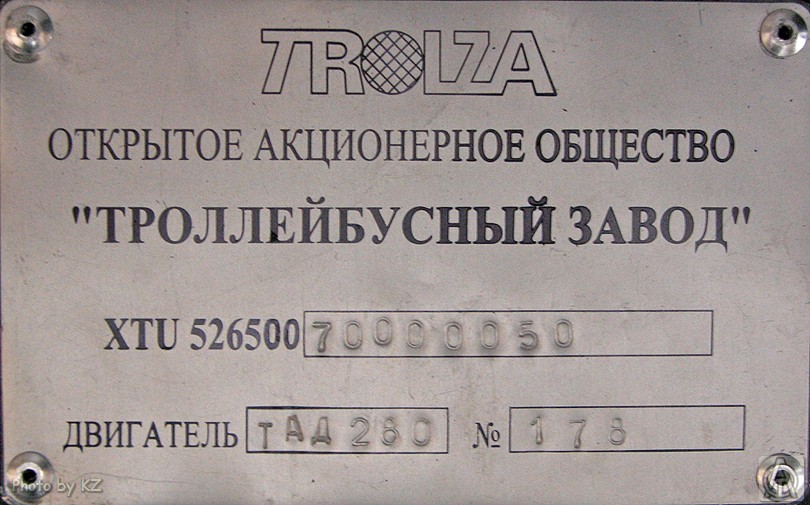 TROLZA
ОТКРЫТОЕ АКЦИОНЕРНОЕ ОБЩЕСТВО
"ТРОЛЛЕЙБУСНЫЙ ЗАВОД"
XTU 526500 70000050
ДВИГАТЕЛЬ ТАД 280 № 178
Photo by KZ